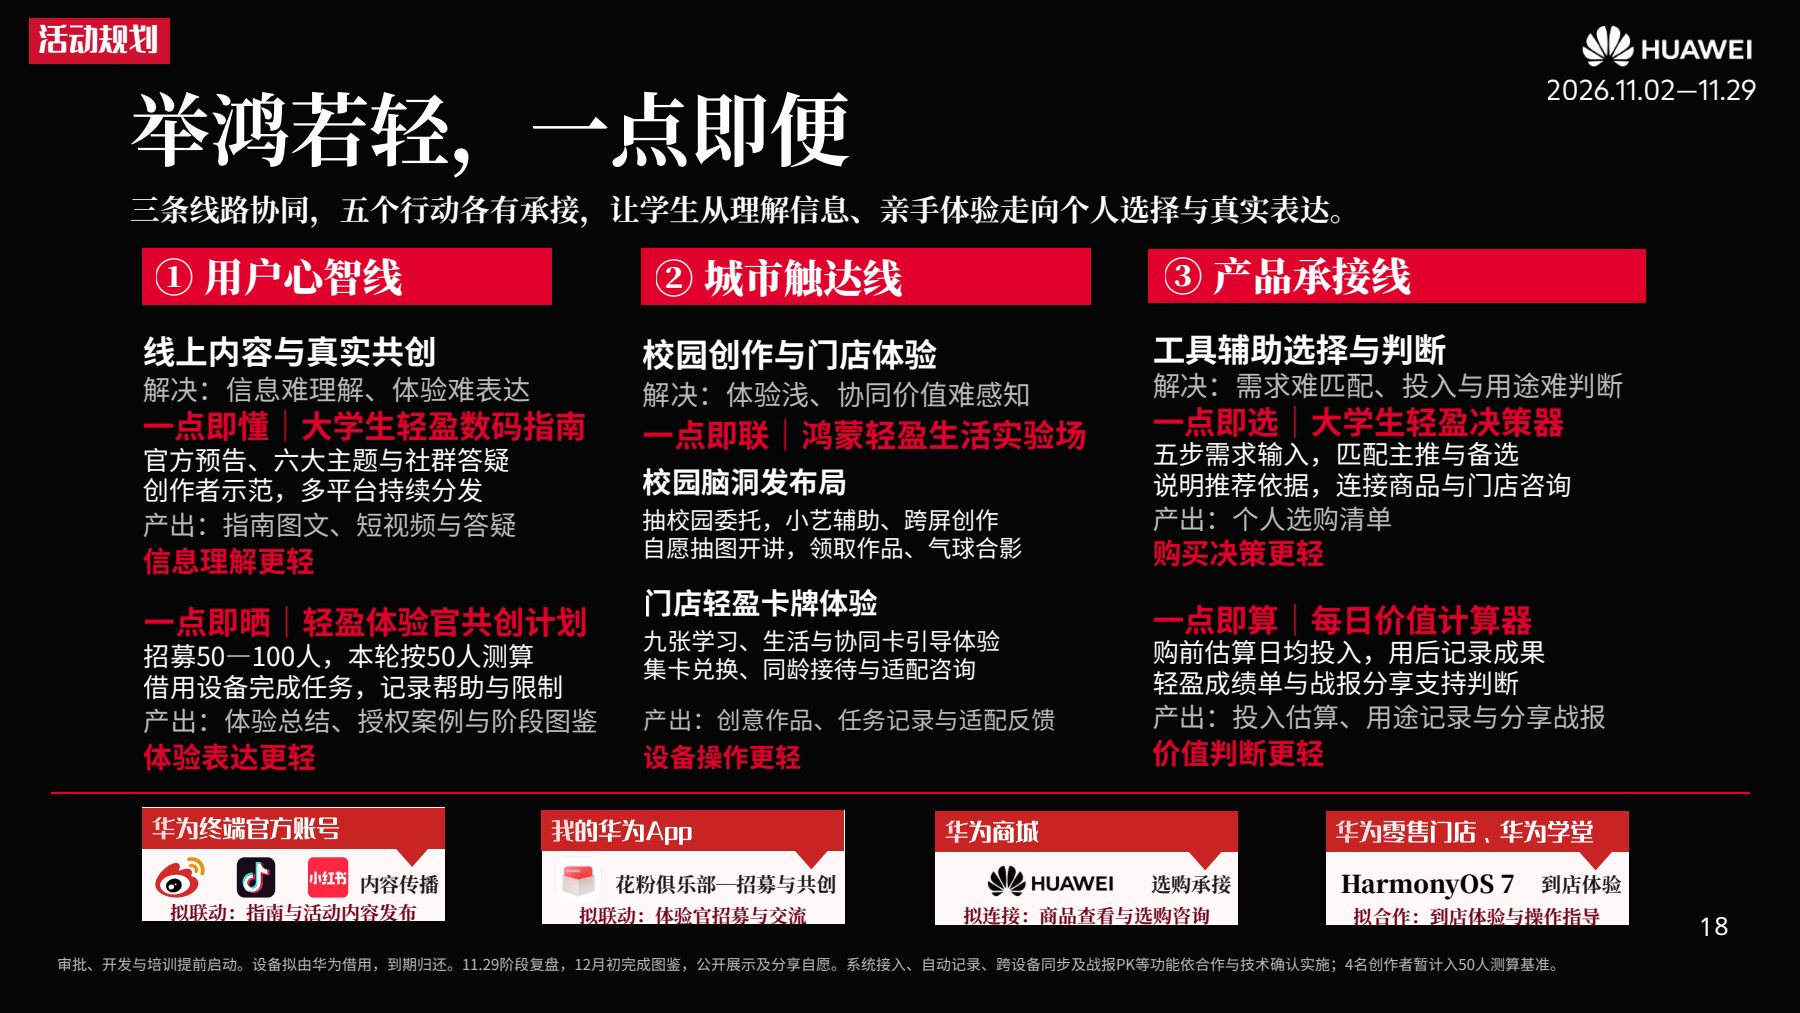 活动规划
HUAWEI
2026.11.02—11.29
举鸿若轻，一点即便
三条线路协同，五个行动各有承接，让学生从理解信息、亲手体验走向个人选择与真实表达。
① 用户心智线
线上内容与真实共创
解决：信息难理解、体验难表达
一点即懂｜大学生轻盈数码指南
官方预告、六大主题与社群答疑
创作者示范，多平台持续分发
产出：指南图文、短视频与答疑
信息理解更轻
一点即晒｜轻盈体验官共创计划
招募50—100人，本轮按50人测算
借用设备完成任务，记录帮助与限制
产出：体验总结、授权案例与阶段图鉴
体验表达更轻
② 城市触达线
校园创作与门店体验
解决：体验浅、协同价值难感知
一点即联｜鸿蒙轻盈生活实验场
校园脑洞发布局
抽校园委托，小艺辅助、跨屏创作
自愿抽图开讲，领取作品、气球合影
门店轻盈卡牌体验
九张学习、生活与协同卡引导体验
集卡兑换、同龄接待与适配咨询
产出：创意作品、任务记录与适配反馈
设备操作更轻
③ 产品承接线
工具辅助选择与判断
解决：需求难匹配、投入与用途难判断
一点即选｜大学生轻盈决策器
五步需求输入，匹配主推与备选
说明推荐依据，连接商品与门店咨询
产出：个人选购清单
购买决策更轻
一点即算｜每日价值计算器
购前估算日均投入，用后记录成果
轻盈成绩单与战报分享支持判断
产出：投入估算、用途记录与分享战报
价值判断更轻
华为终端官方账号
小红书
内容传播
拟联动：指南与活动内容发布
我的华为App
花粉俱乐部—招募与共创
拟联动：体验官招募与交流
华为商城
HUAWEI
选购承接
拟连接：商品查看与选购咨询
华为零售门店、华为学堂
HarmonyOS 7
到店体验
拟合作：到店体验与操作指导
18
审批、开发与培训提前启动。设备拟由华为借用，到期归还。11.29阶段复盘，12月初完成图鉴，公开展示及分享自愿。系统接入、自动记录、跨设备同步及战报PK等功能依合作与技术确认实施；4名创作者暂计入50人测算基准。